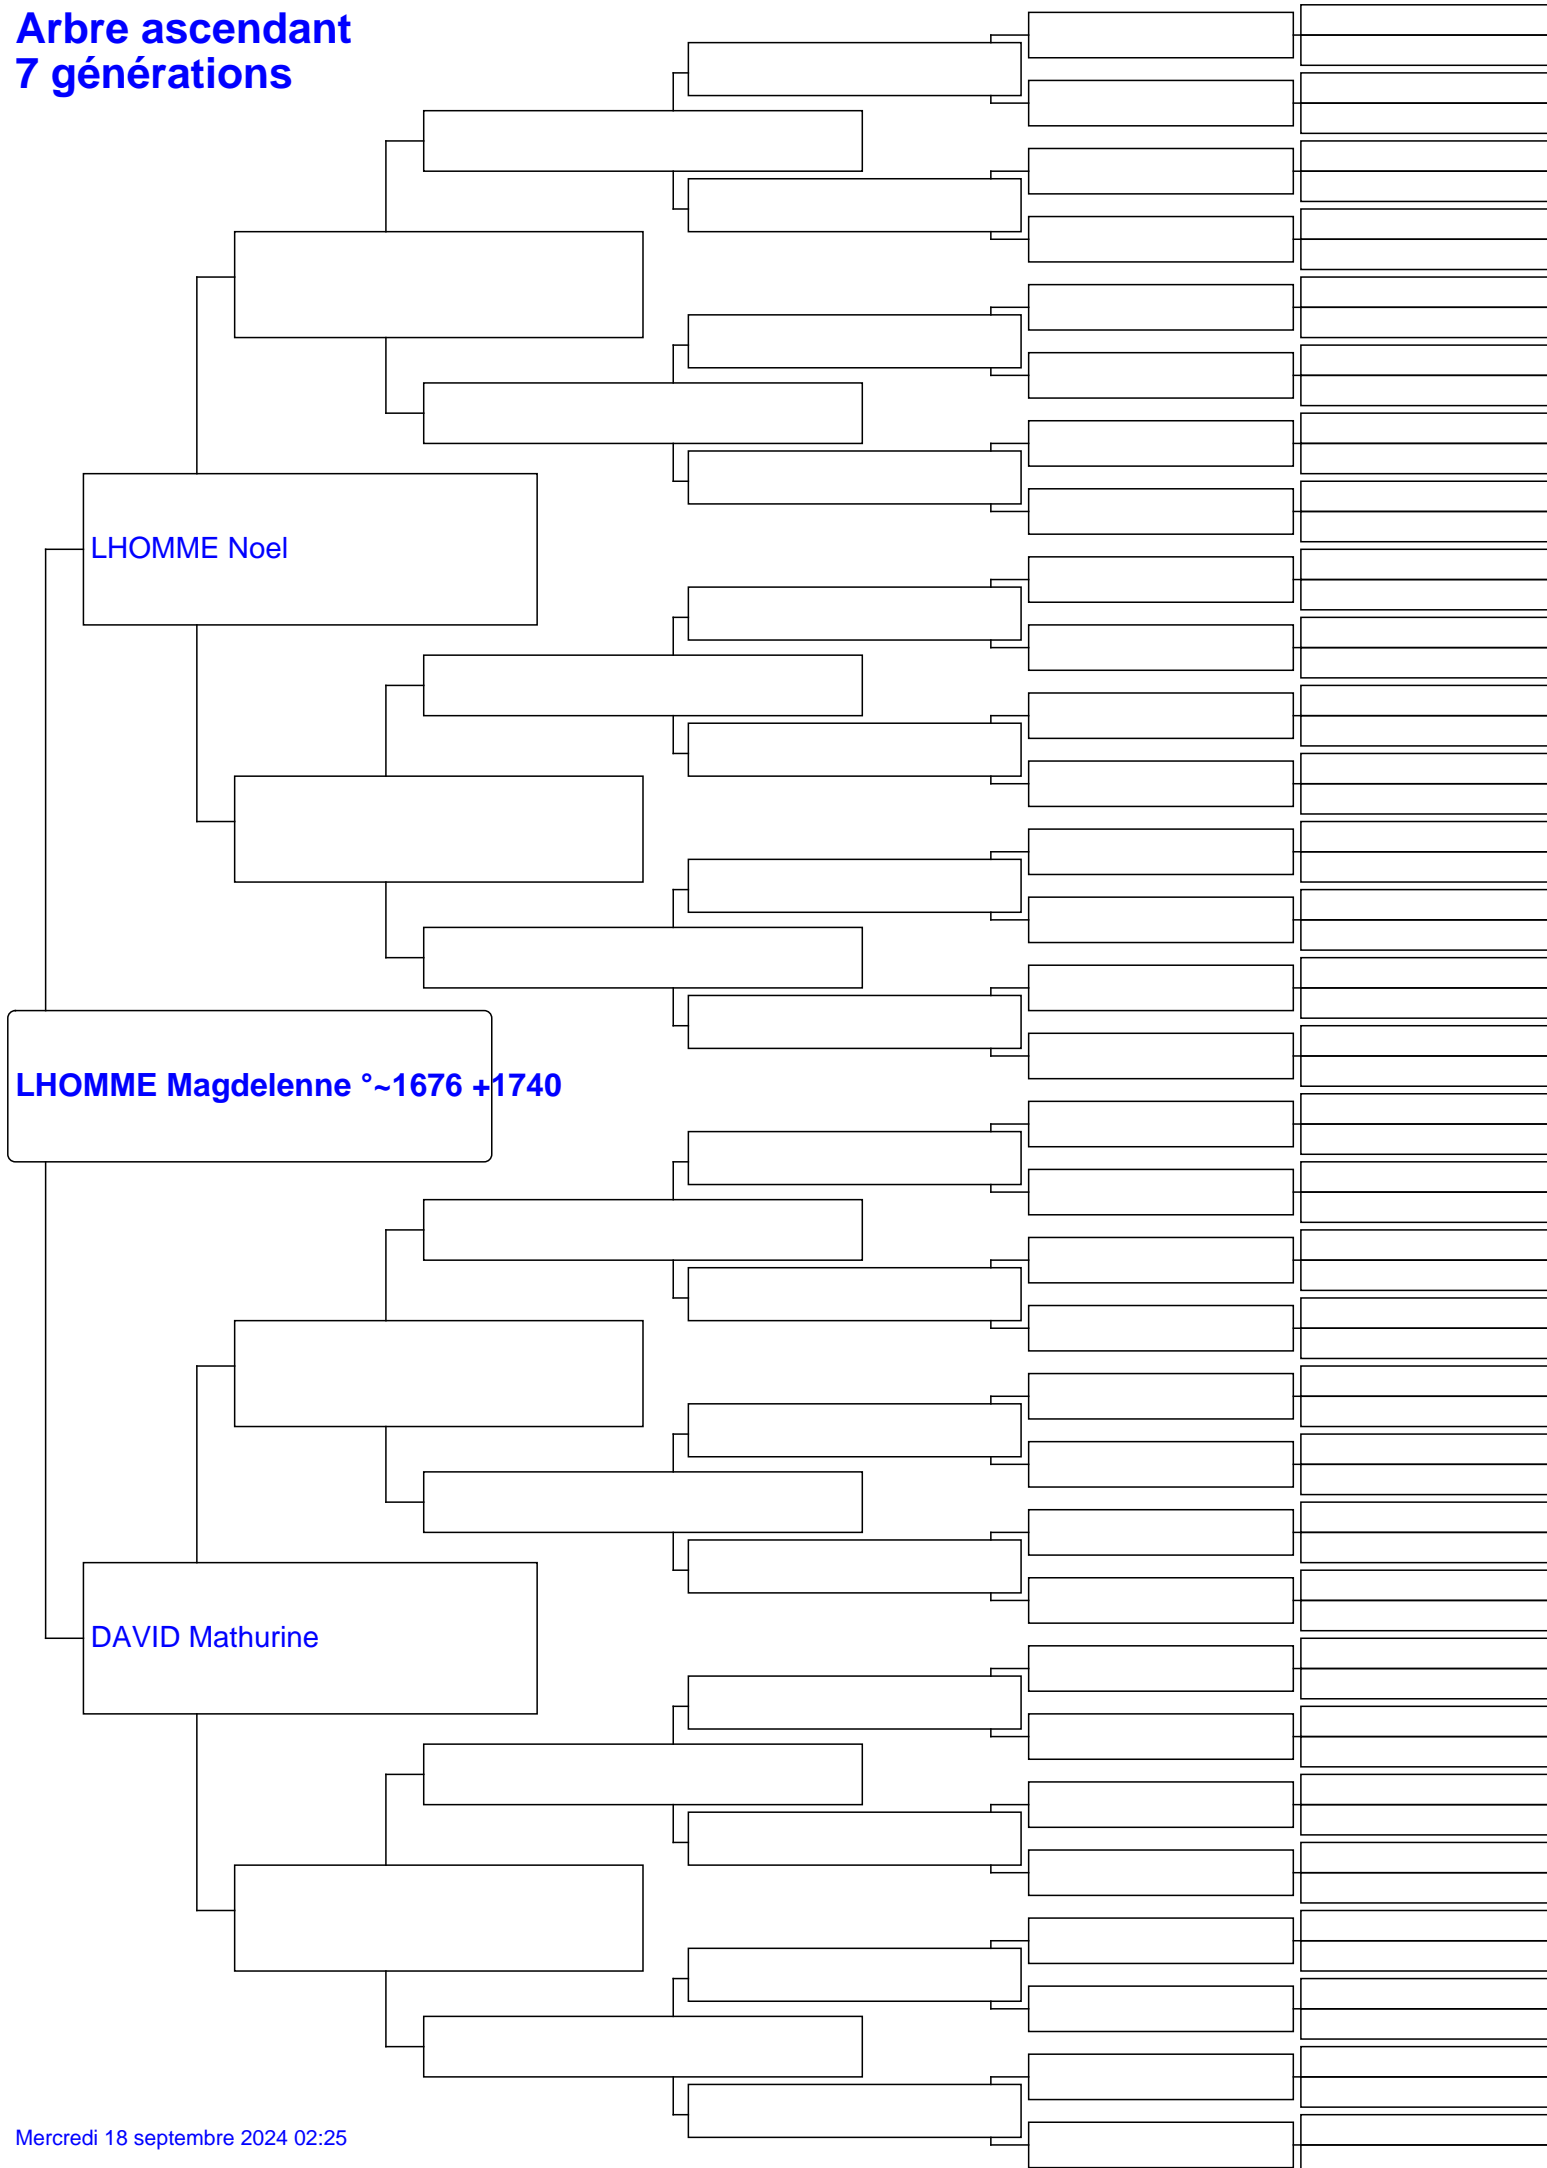 Arbre ascendant
7 générations
LHOMME Noel
LHOMME Magdelenne °~1676 +1740
DAVID Mathurine
Mercredi 18 septembre 2024 02:25